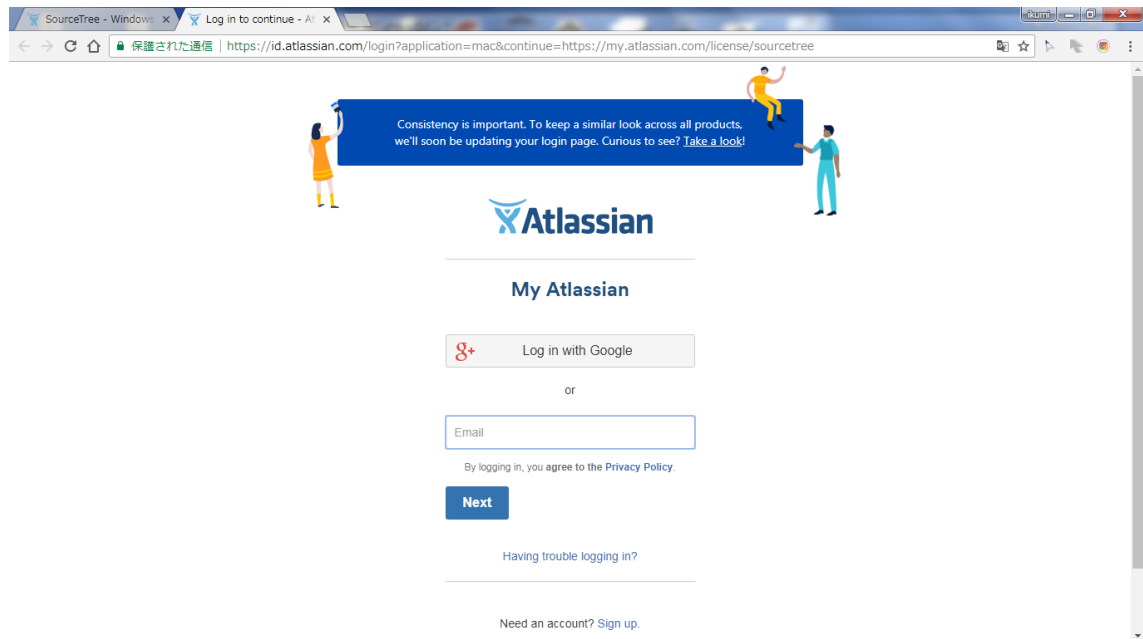 SourceTree - Windows
Log in to continue - At
ikumi
保護された通信
https://id.atlassian.com/login?application=mac&continue=https://my.atlassian.com/license/sourcetree
Consistency is important. To keep a similar look across all products,
we'll soon be updating your login page. Curious to see? Take a look!
Atlassian
My Atlassian
g+ Log in with Google
or
Email
By logging in, you agree to the Privacy Policy.
Next
Having trouble logging in?
Need an account? Sign up.